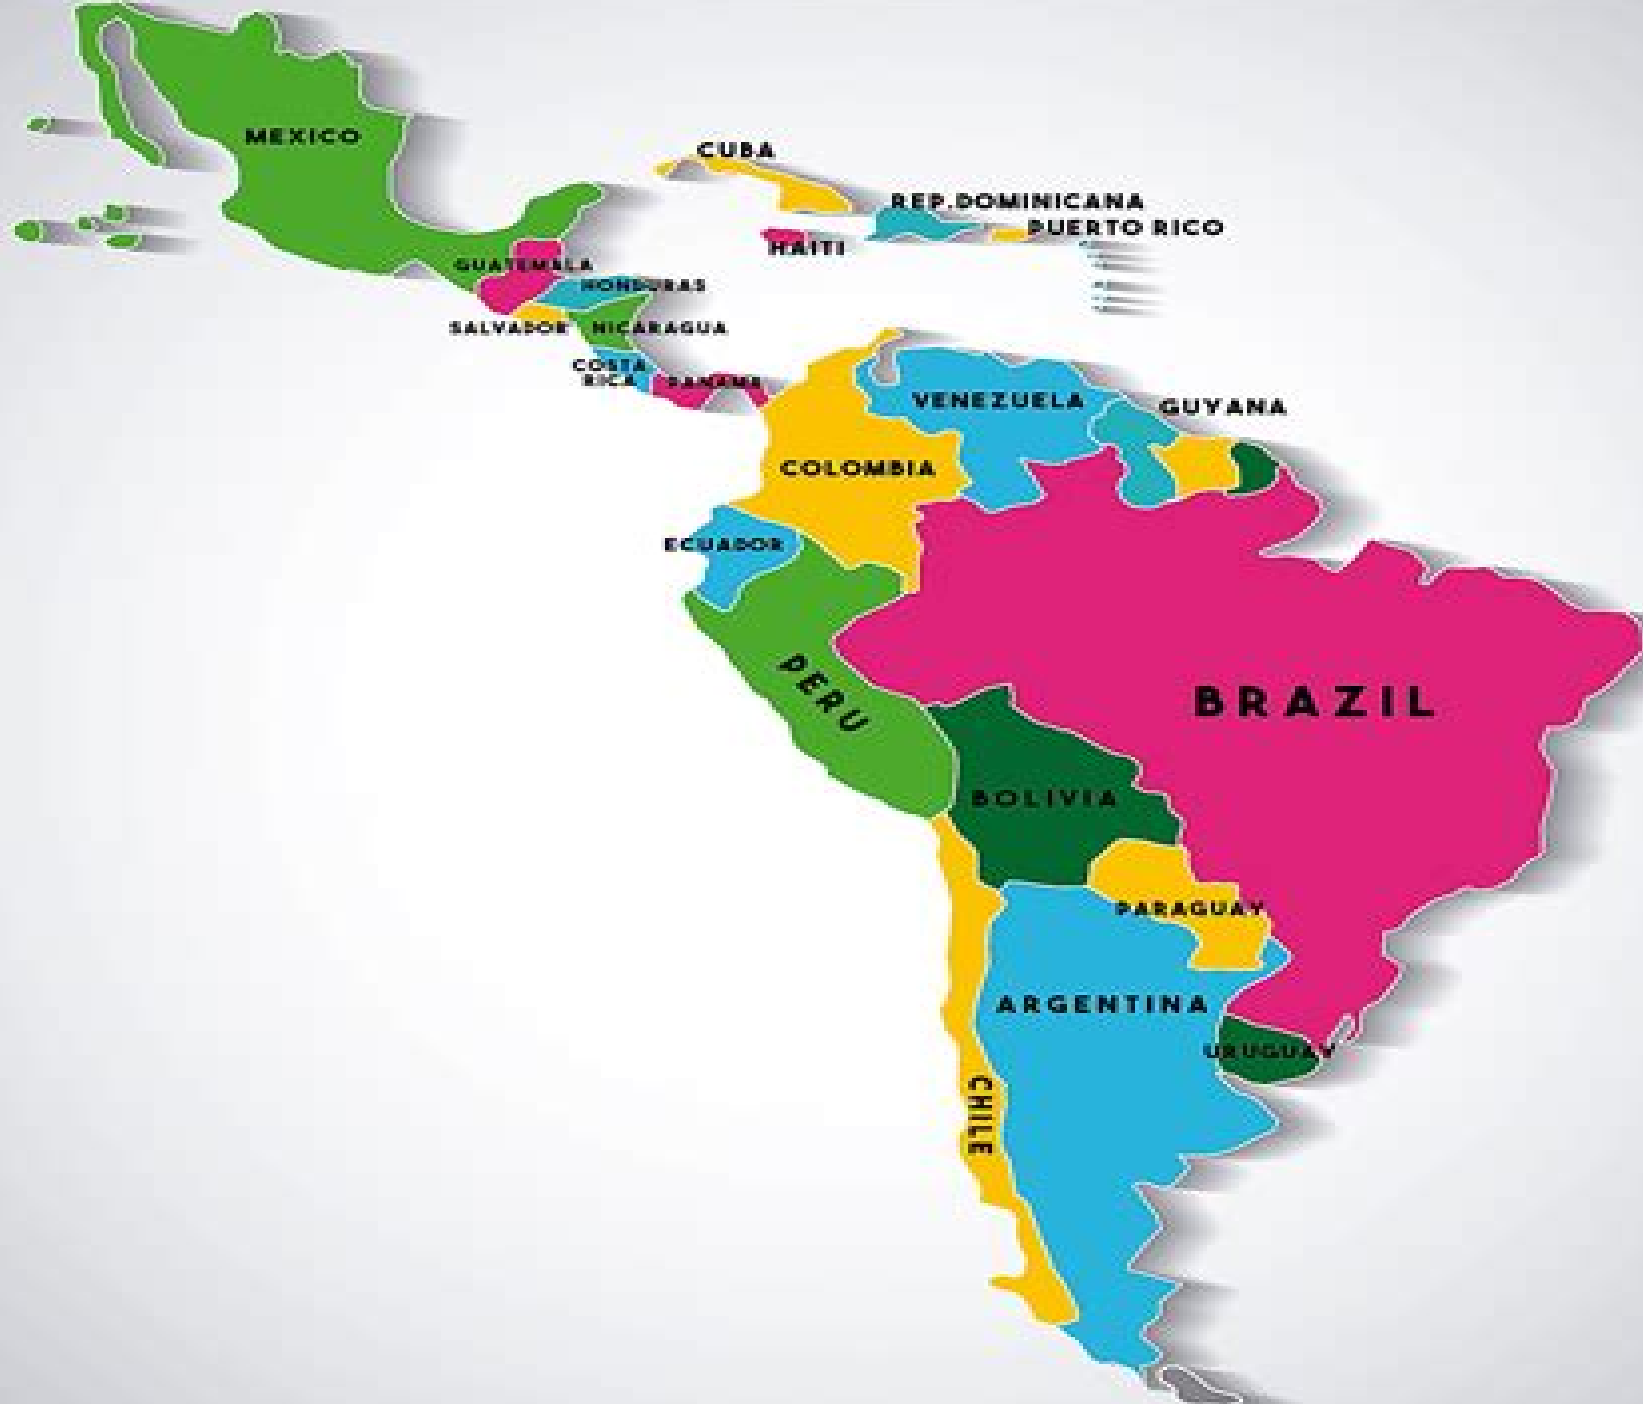 MEXICO
CUBA
REP.DOMINICANA
PUERTO RICO
HAITI
GUATEMALA
HONDURAS
SALVADOR
NICARAGUA
COSTA
RICA
PANAMA
VENEZUELA
GUYANA
COLOMBIA
ECUADOR
PERU
BRAZIL
BOLIVIA
PARAGUAY
ARGENTINA
URUGUAY
CHILE